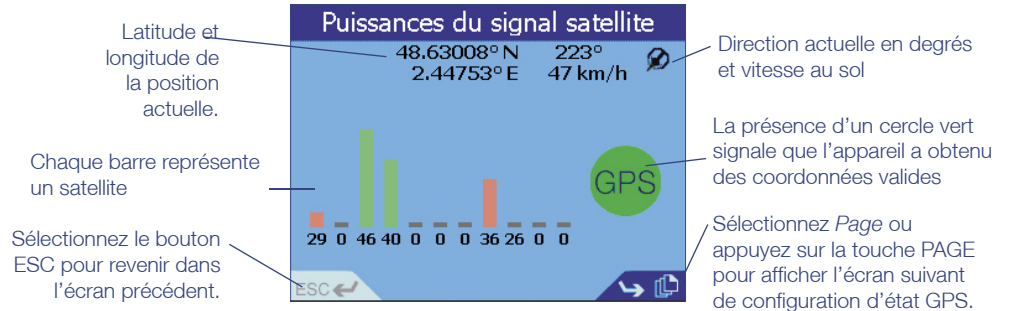 Puissances du signal satellite
Latitude et
longitude de
la position
actuelle.
48.63008° N 223°
2.44753° E 47 km/h
Direction actuelle en degrés
et vitesse au sol
La présence d'un cercle vert
signale que l'appareil a obtenu
des coordonnées valides
Chaque barre représente
un satellite
GPS
29 0 46 40 0 0 0 36 26 0 0
Sélectionnez le bouton
ESC pour revenir dans
l'écran précédent.
ESC
Sélectionnez Page ou
appuyez sur la touche PAGE
pour afficher l'écran suivant
de configuration d'état GPS.